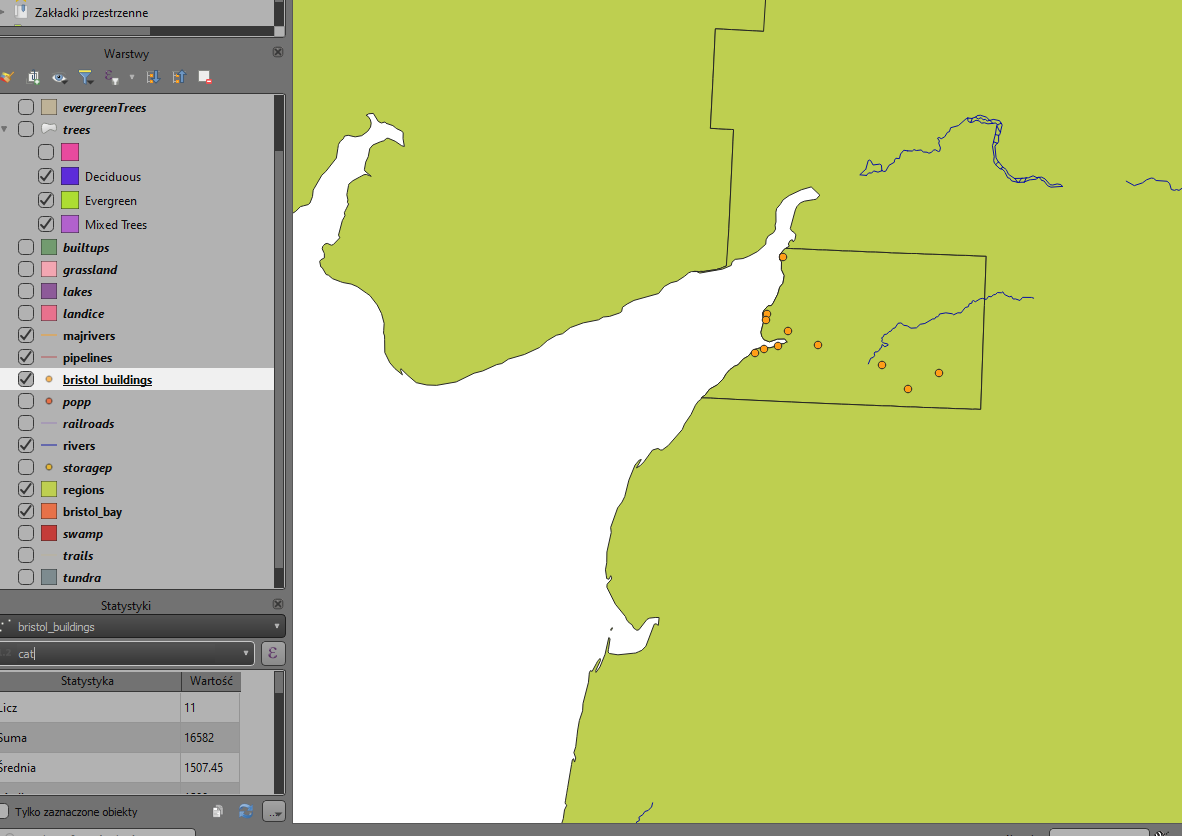 Zakładki przestrzenne
Warstwy
evergreenTrees
trees
Deciduous
Evergreen
Mixed Trees
builtups
grassland
lakes
landice
majrivers
pipelines
bristol_buildings
popp
railroads
rivers
storagep
regions
bristol_bay
swamp
trails
tundra
Statystyki
bristol_buildings
cat
Statystyka Wartość
Licz 11
Suma 16582
Średnia 1507.45
Tylko zaznaczone obiekty